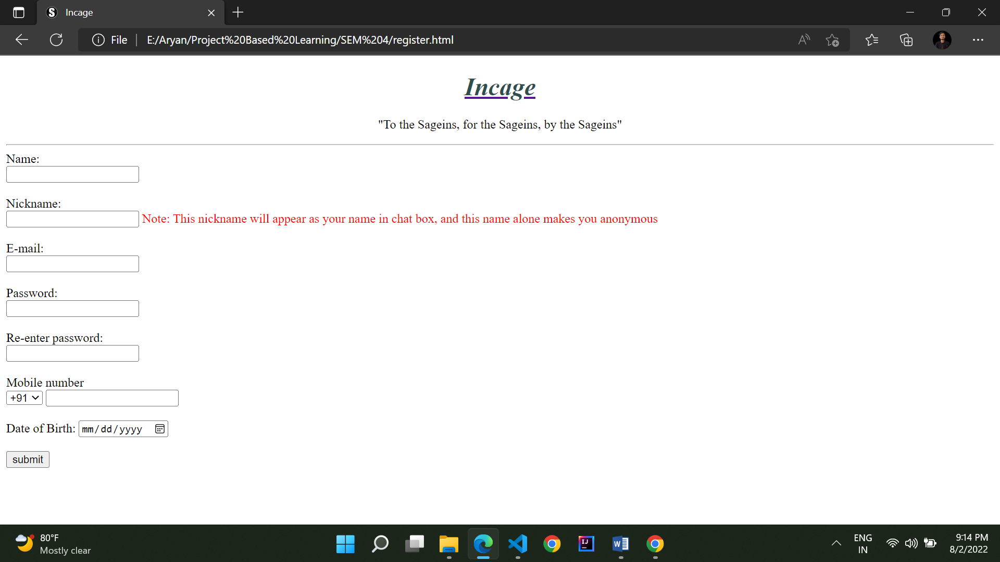 Incage
File
E:/Aryan/Project%20Based%20Learning/SEM%204/register.html
Incage
"To the Sageins, for the Sageins, by the Sageins"
Name:
Nickname:
Note: This nickname will appear as your name in chat box, and this name alone makes you anonymous
E-mail:
Password:
Re-enter password:
Mobile number
+91
Date of Birth: mm/dd/yyyy
submit
80°F
Mostly clear
ENG
IN
9:14 PM
8/2/2022